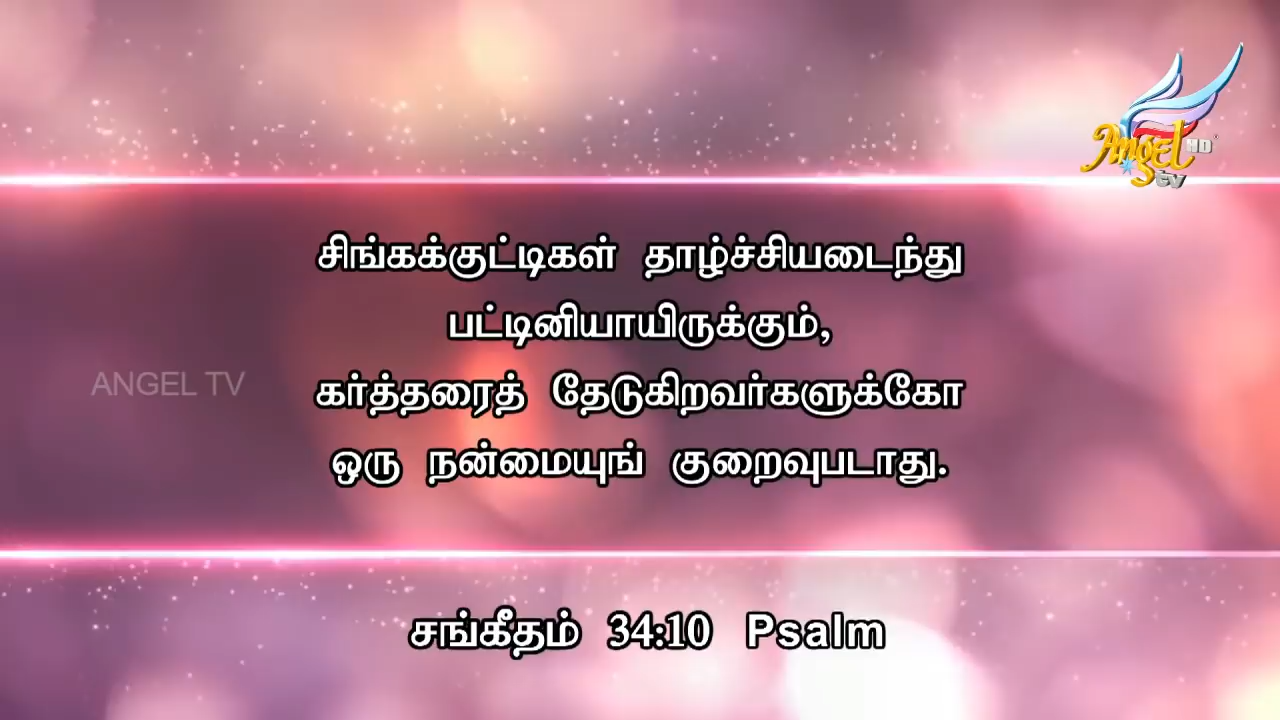 Angel HD
tv
சிங்கக்குட்டிகள் தாழ்ச்சியடைந்து
பட்டினியாயிருக்கும்,
ANGEL TV
கர்த்தரைத் தேடுகிறவர்களுக்கோ
ஒரு நன்மையுங் குறைவுபடாது.
சங்கீதம் 34:10 Psalm